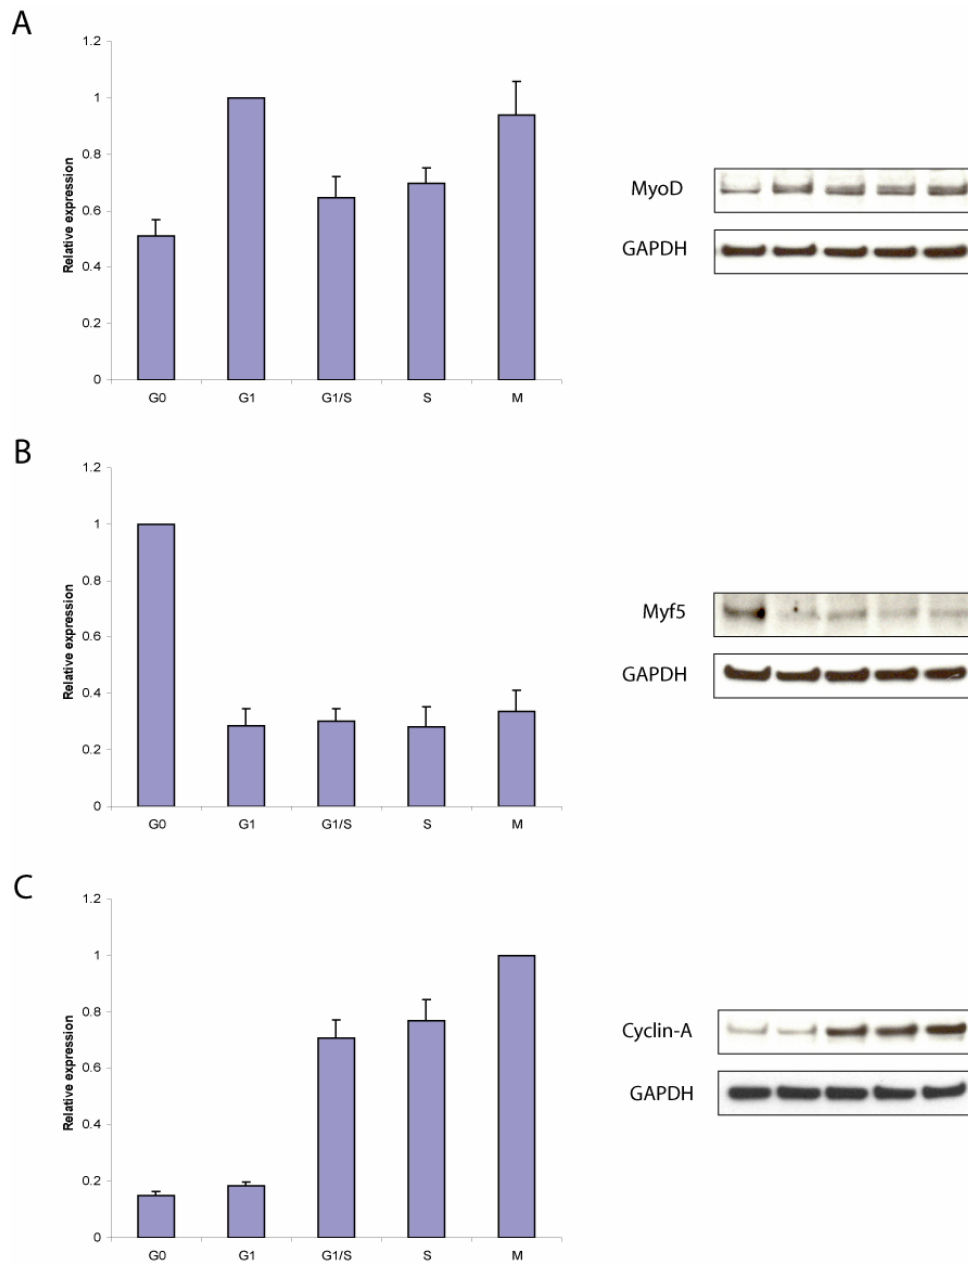 A
1.2
1
0.8
0.6
0.4
0.2
0
Relative expression
G0 G1 G1/S S M
MyoD
GAPDH
B
1.2
1
0.8
0.6
0.4
0.2
0
Relative expression
G0 G1 G1/S S M
Myf5
GAPDH
C
1.2
1
0.8
0.6
0.4
0.2
0
Relative expression
G0 G1 G1/S S M
Cyclin-A
GAPDH